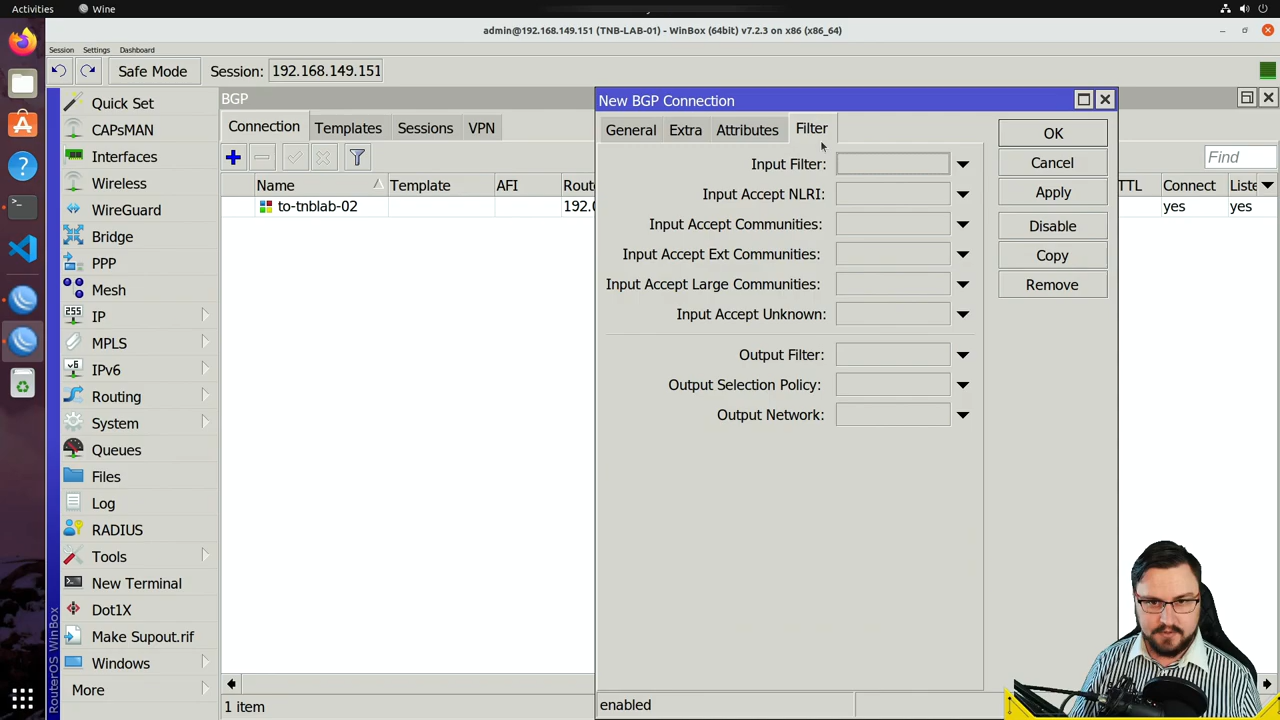 Activities
Wine
admin@192.168.149.151 (TNB-LAB-01) - WinBox (64bit) v7.2.3 on x86 (x86_64)
Session Settings Dashboard
Safe Mode Session: 192.168.149.151
Quick Set
CAPsMAN
Interfaces
Wireless
WireGuard
Bridge
PPP
Mesh
255
IP
MPLS
v6
IPv6
Routing
System
Queues
Files
Log
RADIUS
Tools
New Terminal
Dot1X
Make Supout.rif
Windows
More
RouterOS WinBox
BGP
Connection Templates Sessions VPN
Find
Name Template AFI Route TTL Connect Liste
to-tnblab-02 192.0 yes yes
1 item
New BGP Connection
General Extra Attributes Filter
Input Filter:
Input Accept NLRI:
Input Accept Communities:
Input Accept Ext Communities:
Input Accept Large Communities:
Input Accept Unknown:
Output Filter:
Output Selection Policy:
Output Network:
OK
Cancel
Apply
Disable
Copy
Remove
enabled